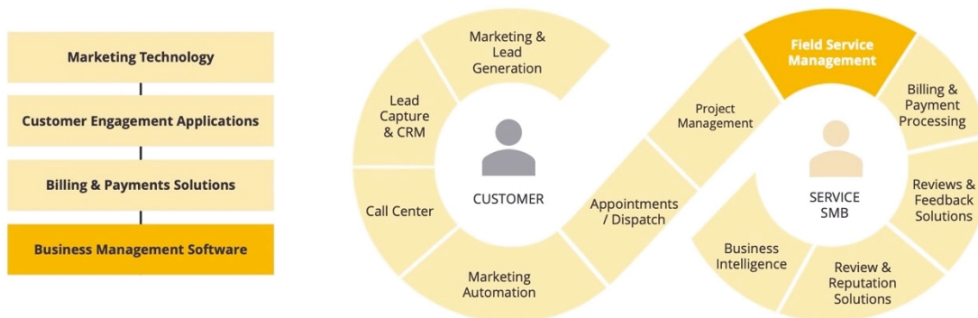 Marketing Technology
Customer Engagement Applications
Billing & Payments Solutions
Business Management Software
Marketing &
Lead
Generation
Lead
Capture
& CRM
Call Center
Marketing
Automation
Appointments
/ Dispatch
Project
Management
Field Service
Management
Billing &
Payment
Processing
Reviews &
Feedback
Solutions
Review &
Reputation
Solutions
Business
Intelligence
CUSTOMER
SERVICE
SMB